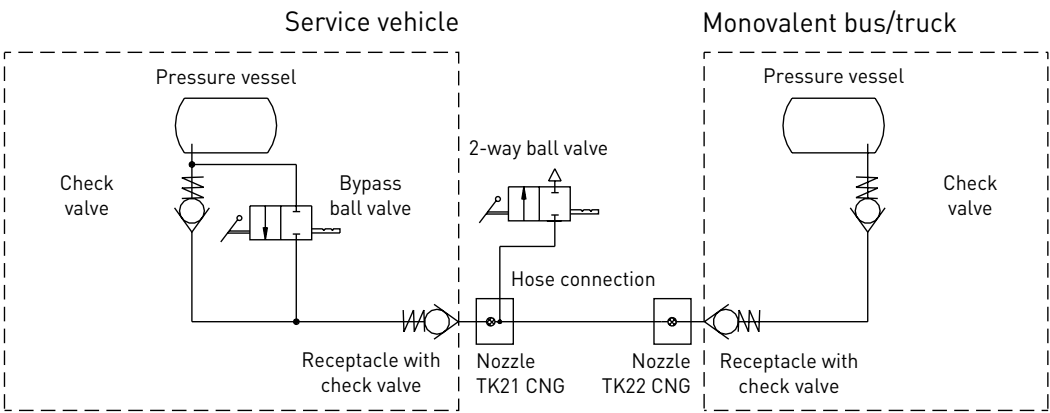 Service vehicle
Monovalent bus/truck
Pressure vessel
Pressure vessel
2-way ball valve
Check
valve
Bypass
ball valve
Check
valve
Hose connection
Receptacle with
check valve
Nozzle
TK21 CNG
Nozzle
TK22 CNG
Receptacle with
check valve